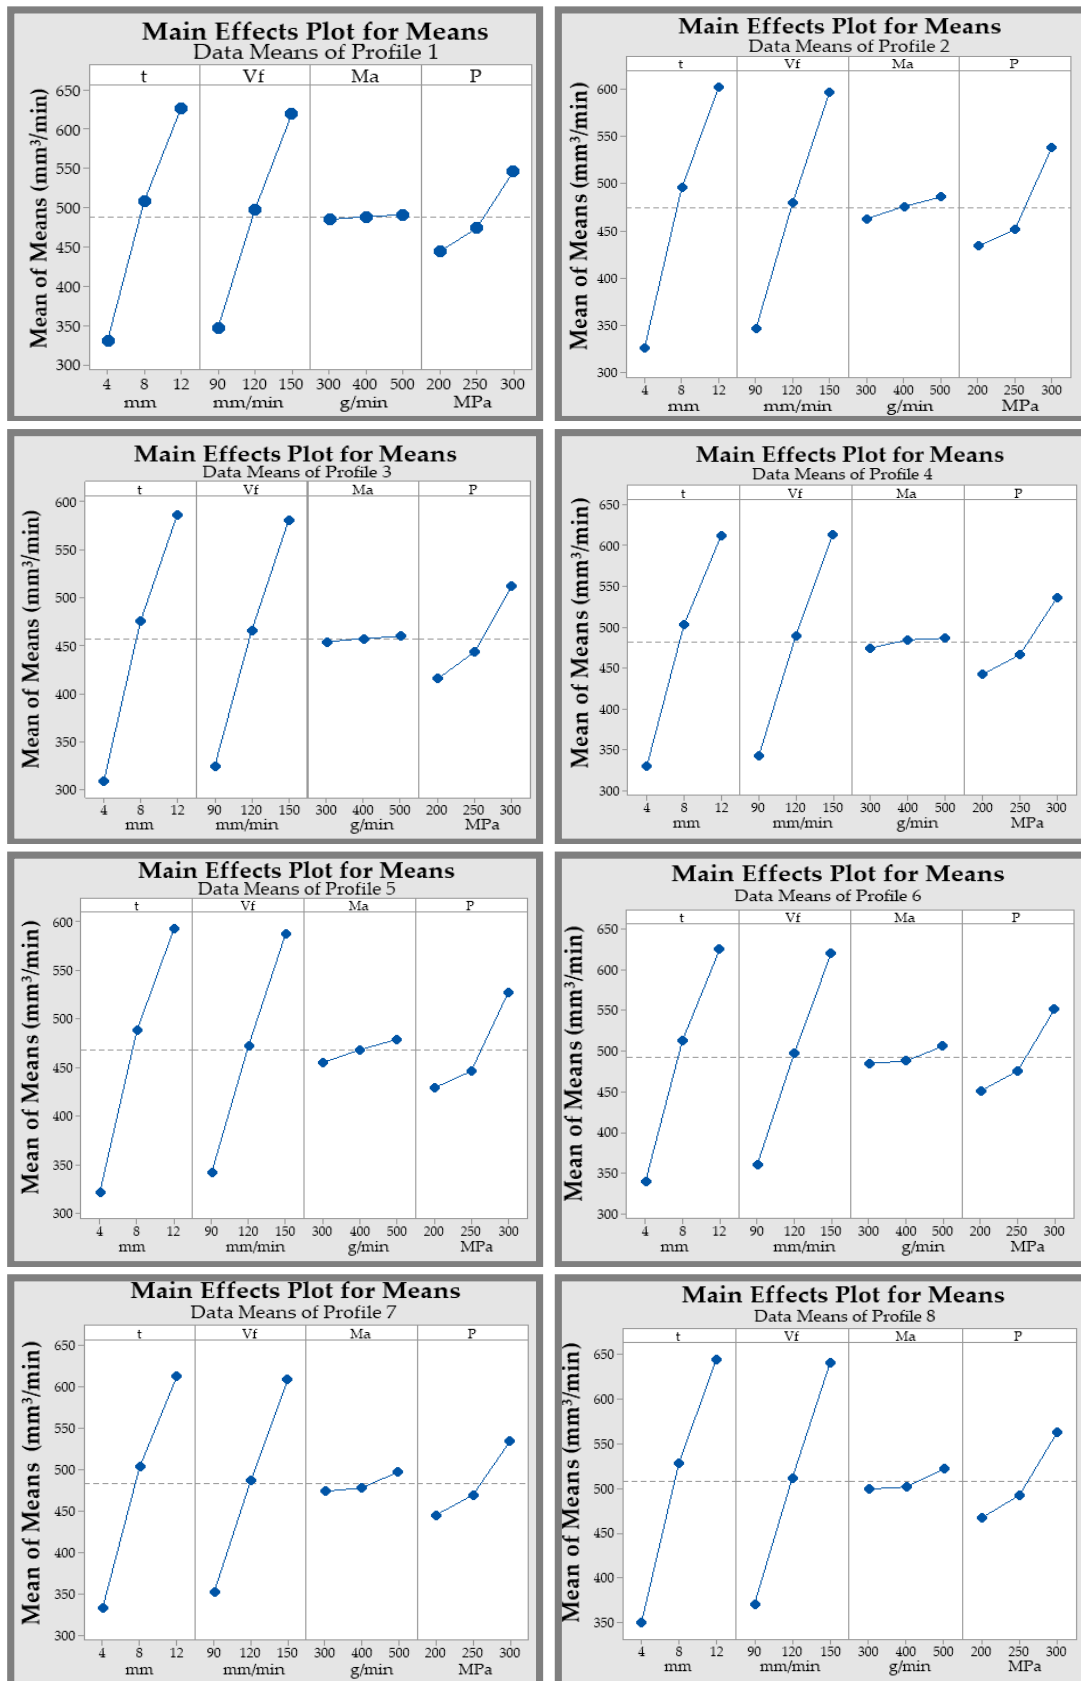 Main Effects Plot for Means
Data Means of Profile 1
t Vf Ma P
Mean of Means (mm³/min)
650
600
550
500
450
400
350
300
4 8 12 90 120 150 300 400 500 200 250 300
mm mm/min g/min MPa
Main Effects Plot for Means
Data Means of Profile 2
t Vf Ma P
Mean of Means (mm³/min)
600
550
500
450
400
350
300
4 8 12 90 120 150 300 400 500 200 250 300
mm mm/min g/min MPa
Main Effects Plot for Means
Data Means of Profile 3
t Vf Ma P
Mean of Means (mm³/min)
600
550
500
450
400
350
300
4 8 12 90 120 150 300 400 500 200 250 300
mm mm/min g/min MPa
Main Effects Plot for Means
Data Means of Profile 4
t Vf Ma P
Mean of Means (mm³/min)
650
600
550
500
450
400
350
300
4 8 12 90 120 150 300 400 500 200 250 300
mm mm/min g/min MPa
Main Effects Plot for Means
Data Means of Profile 5
t Vf Ma P
Mean of Means (mm³/min)
600
550
500
450
400
350
300
4 8 12 90 120 150 300 400 500 200 250 300
mm mm/min g/min MPa
Main Effects Plot for Means
Data Means of Profile 6
t Vf Ma P
Mean of Means (mm³/min)
650
600
550
500
450
400
350
300
4 8 12 90 120 150 300 400 500 200 250 300
mm mm/min g/min MPa
Main Effects Plot for Means
Data Means of Profile 7
t Vf Ma P
Mean of Means (mm³/min)
650
600
550
500
450
400
350
300
4 8 12 90 120 150 300 400 500 200 250 300
mm mm/min g/min MPa
Main Effects Plot for Means
Data Means of Profile 8
t Vf Ma P
Mean of Means (mm³/min)
650
600
550
500
450
400
350
4 8 12 90 120 150 300 400 500 200 250 300
mm mm/min g/min MPa